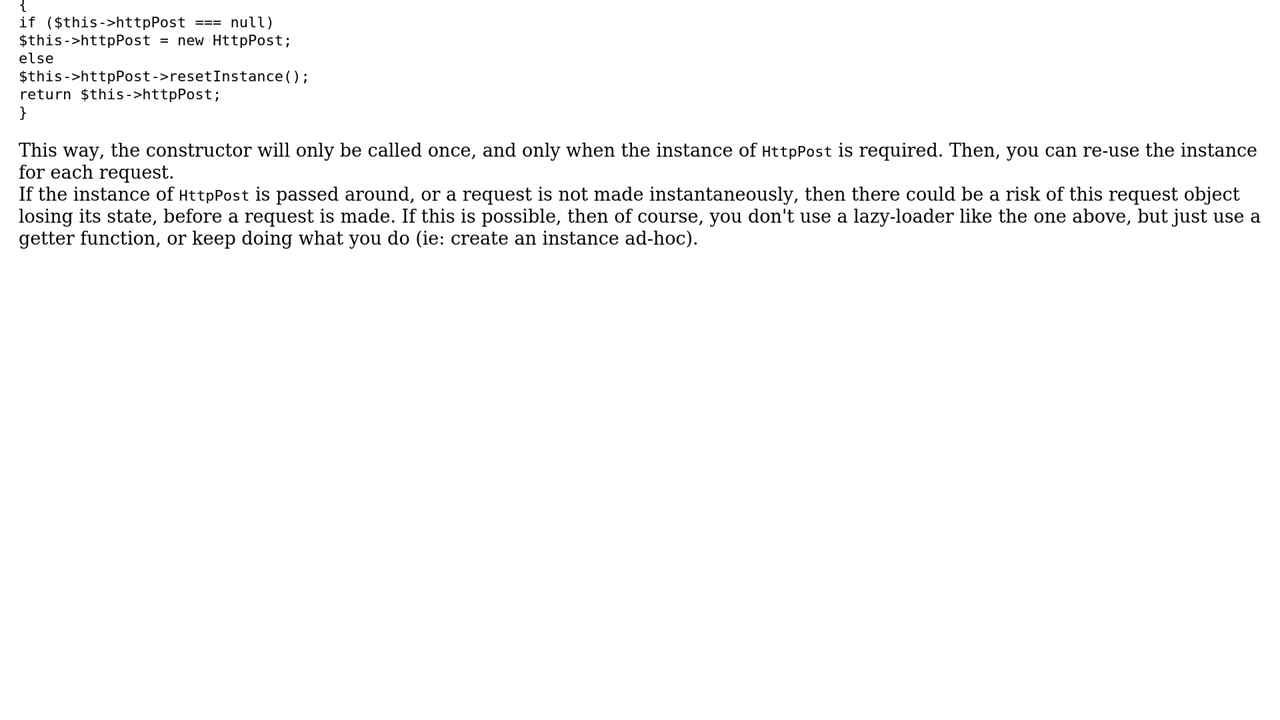 {
if ($this->httpPost === null)
$this->httpPost = new HttpPost;
else
$this->httpPost->resetInstance();
return $this->httpPost;
}
This way, the constructor will only be called once, and only when the instance of HttpPost is required. Then, you can re-use the instance
for each request.
If the instance of HttpPost is passed around, or a request is not made instantaneously, then there could be a risk of this request object
losing its state, before a request is made. If this is possible, then of course, you don't use a lazy-loader like the one above, but just use a
getter function, or keep doing what you do (ie: create an instance ad-hoc).